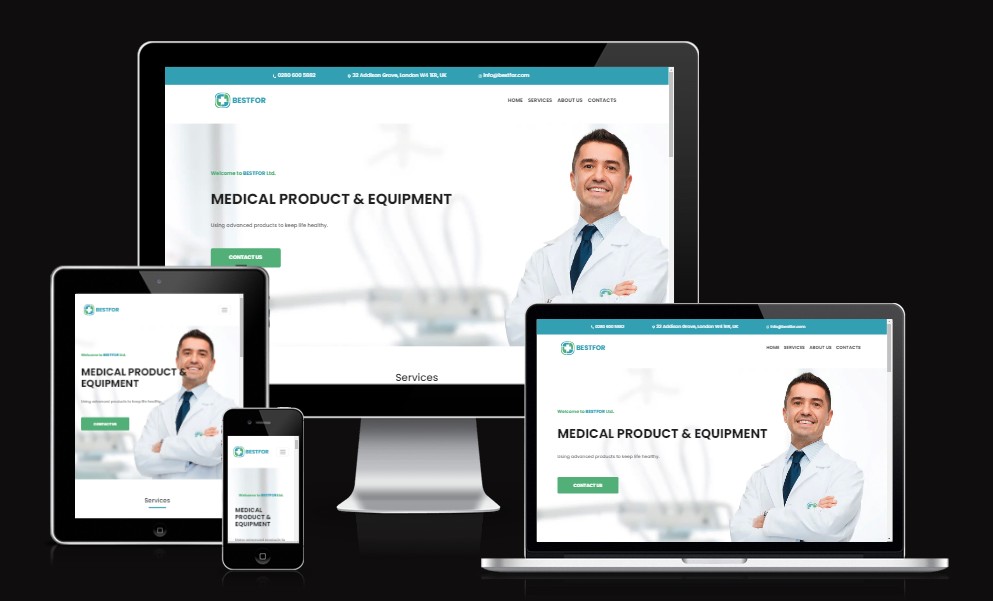 0260 600 5662 32 Addison Grove, London W4 1ER, UK info@bestfor.com
BESTFOR
HOME SERVICES ABOUT US CONTACTS
Welcome to BESTFOR Ltd.
MEDICAL PRODUCT & EQUIPMENT
Using advanced products to keep life healthy.
CONTACT US
Services
BESTFOR
Welcome to BESTFOR Ltd.
MEDICAL PRODUCT &
EQUIPMENT
Using advanced products to keep life healthy.
CONTACT US
Services
BESTFOR
Welcome to BESTFOR Ltd.
MEDICAL
PRODUCT &
EQUIPMENT
Using advanced products to
32 Addison Grove, London W4 1ER, UK info@bestfor.com
BESTFOR
HOME SERVICES ABOUT US CONTACTS
Welcome to BESTFOR Ltd.
MEDICAL PRODUCT & EQUIPMENT
Using advanced products to keep life healthy.
CONTACT US